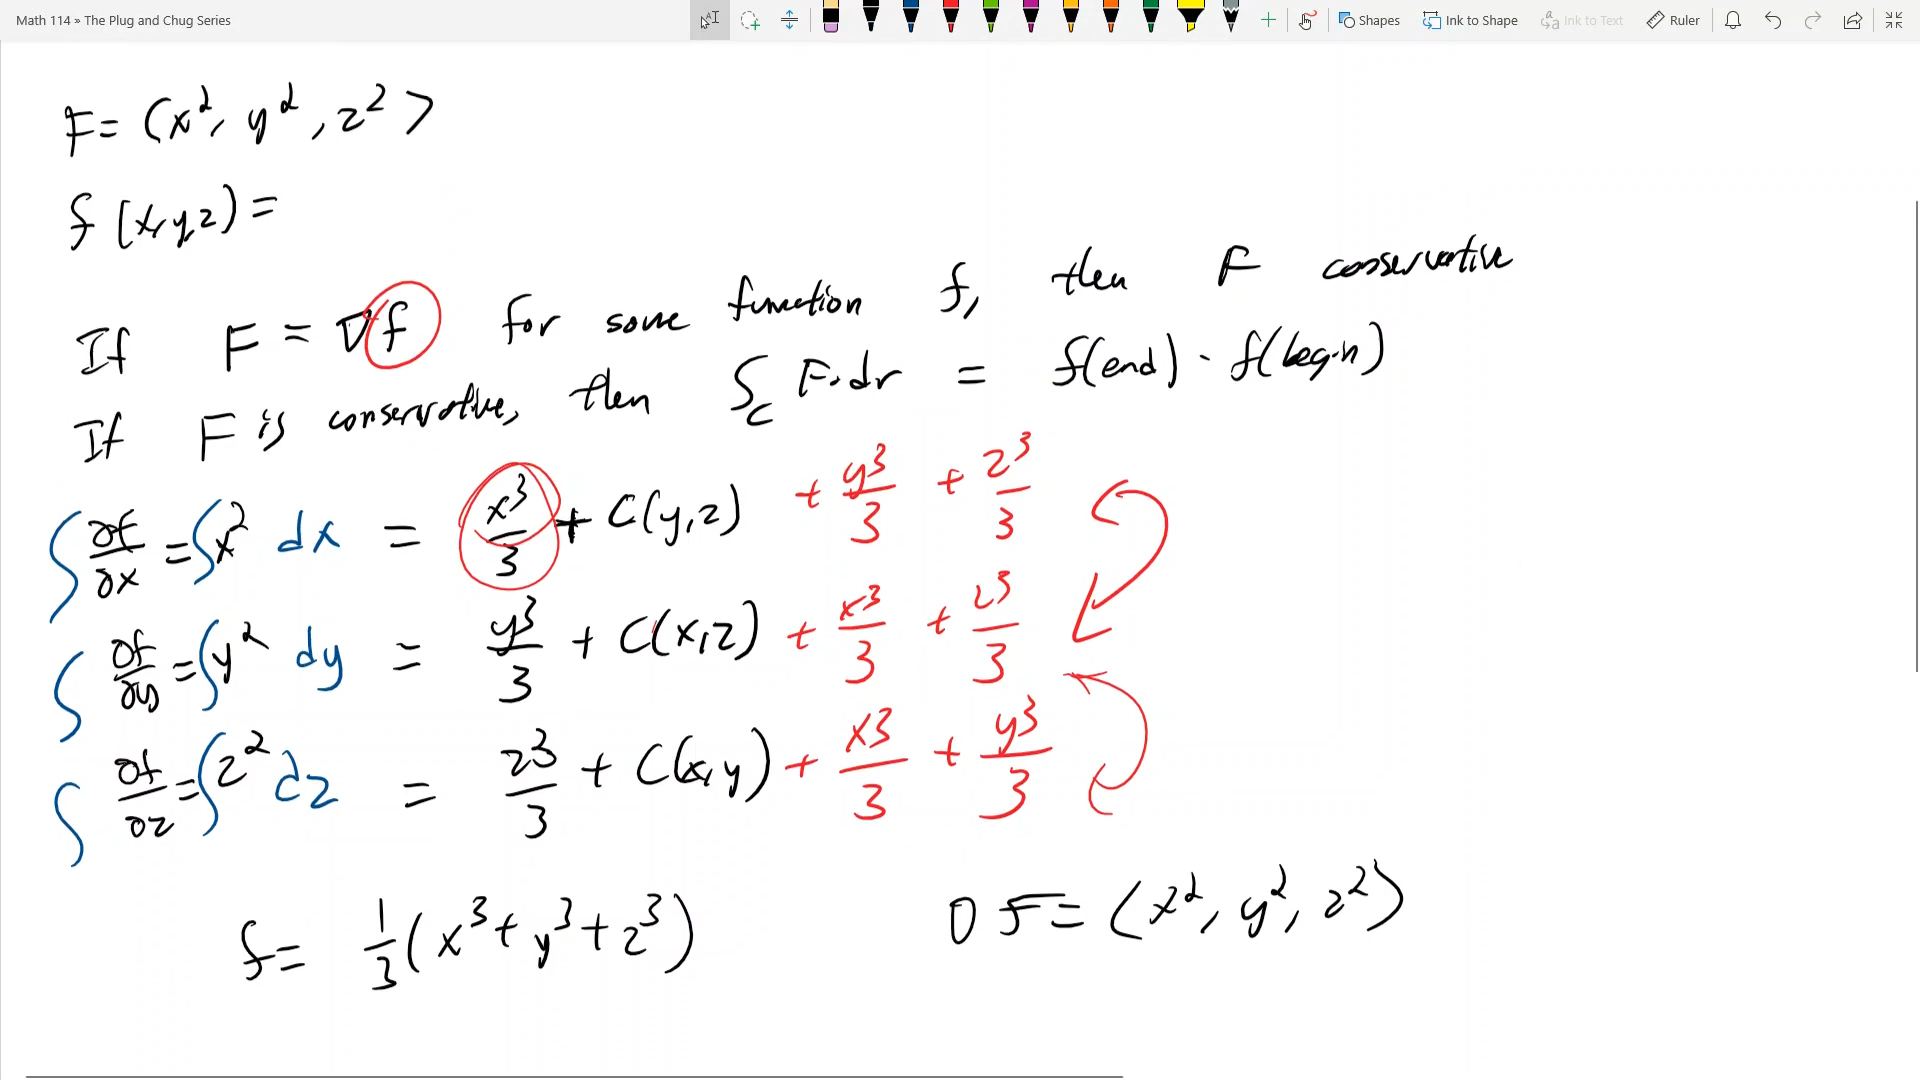 Math 114 » The Plug and Chug Series
Shapes Ink to Shape Ink to Text Ruler
F = ⟨x², y², z²⟩
f(x,y,z) =
If F = ∇f for some function f, then F conservative
If F is conservative, then ∫_C F·dr = f(end) - f(begin)
∫ ∂f/∂x = ∫x² dx = x³/3 + C(y,z) + y³/3 + z³/3
∫ ∂f/∂y = ∫y² dy = y³/3 + C(x,z) + x³/3 + z³/3
∫ ∂f/∂z = ∫z² dz = z³/3 + C(x,y) + x³/3 + y³/3
f = 1/3(x³+y³+z³) ∇F = (x², y², z²)